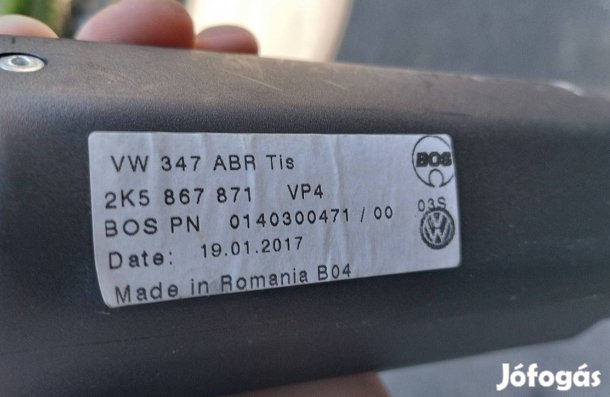 VW 347 ABR Tis
2K5 867 871 VP4
BOS PN 0140300471 / 00
Date: 19.01.2017
Made in Romania B04
BOS
03S
VW
Jófogás